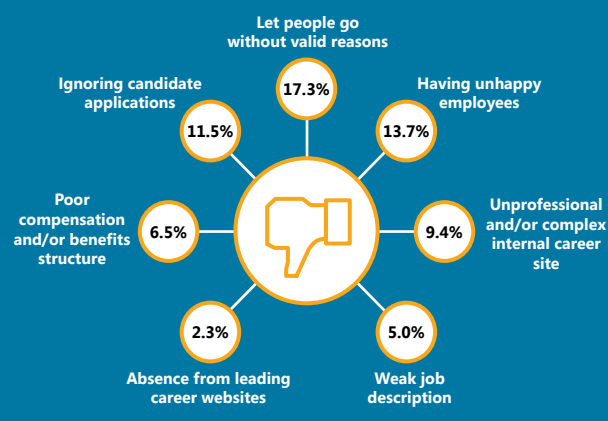 Let people go
without valid reasons
17.3%
Ignoring candidate
applications
11.5%
Having unhappy
employees
13.7%
Poor
compensation
and/or benefits
structure
6.5%
Unprofessional
and/or complex
internal career
site
9.4%
2.3%
Absence from leading
career websites
5.0%
Weak job
description